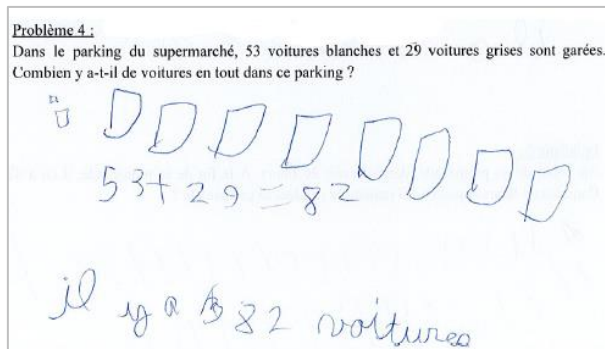 Problème 4 :
Dans le parking du supermarché, 53 voitures blanches et 29 voitures grises sont garées.
Combien y a-t-il de voitures en tout dans ce parking ?
53+29=82
il y a 82 voitures